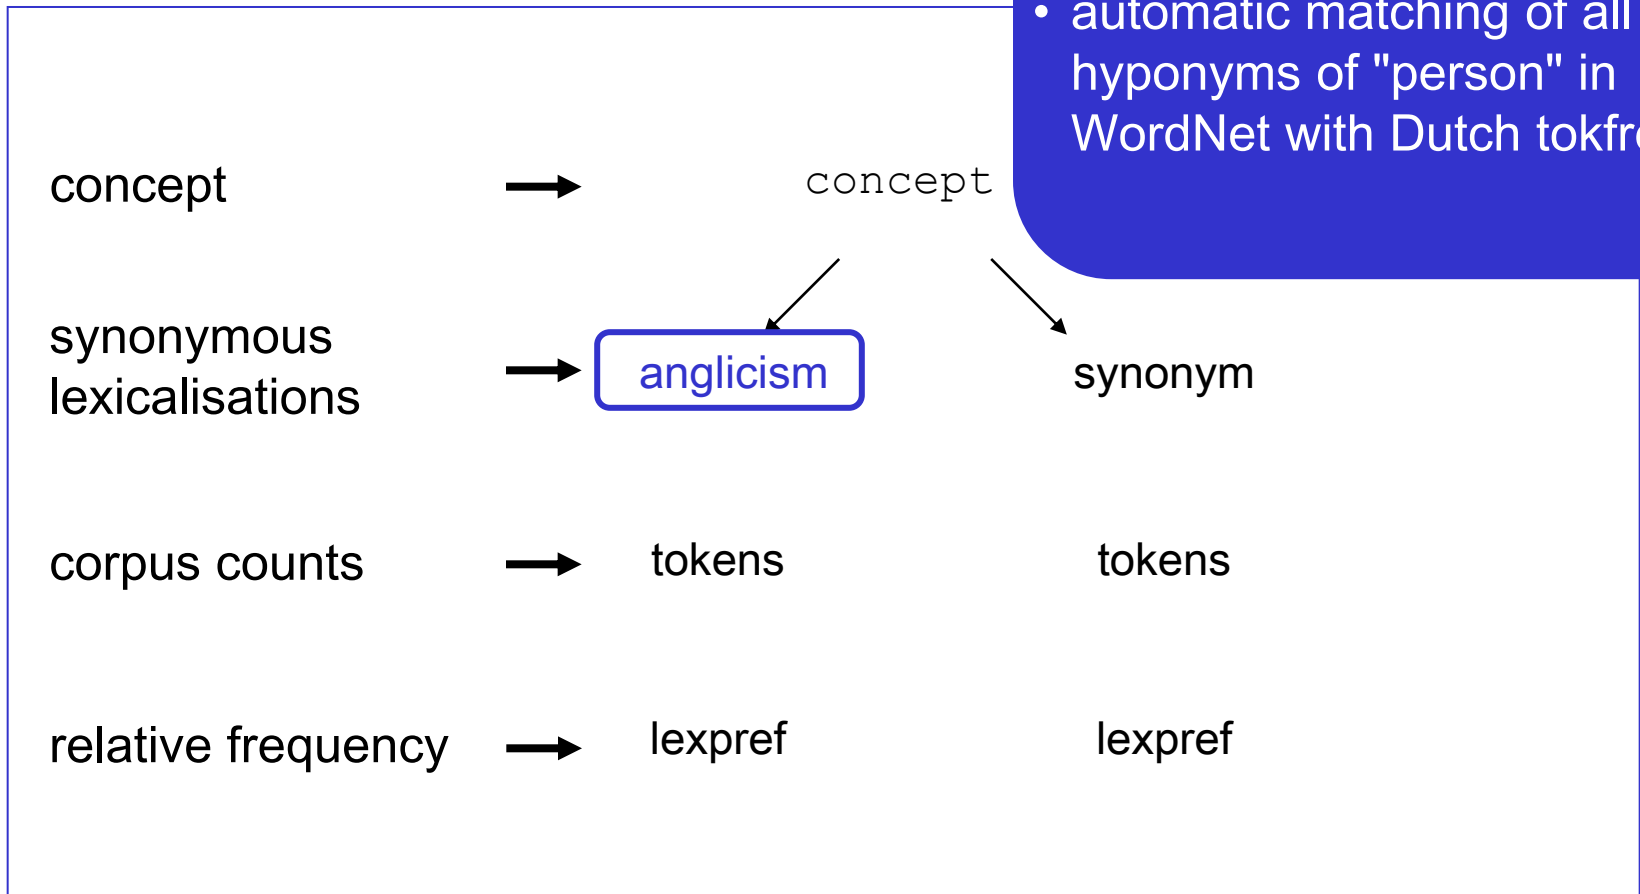 • automatic matching of all
hyponyms of "person" in
WordNet with Dutch
concept
concept
synonymous
lexicalisations
anglicism
synonym
corpus counts
tokens
tokens
relative frequency
lexpref
lexpref